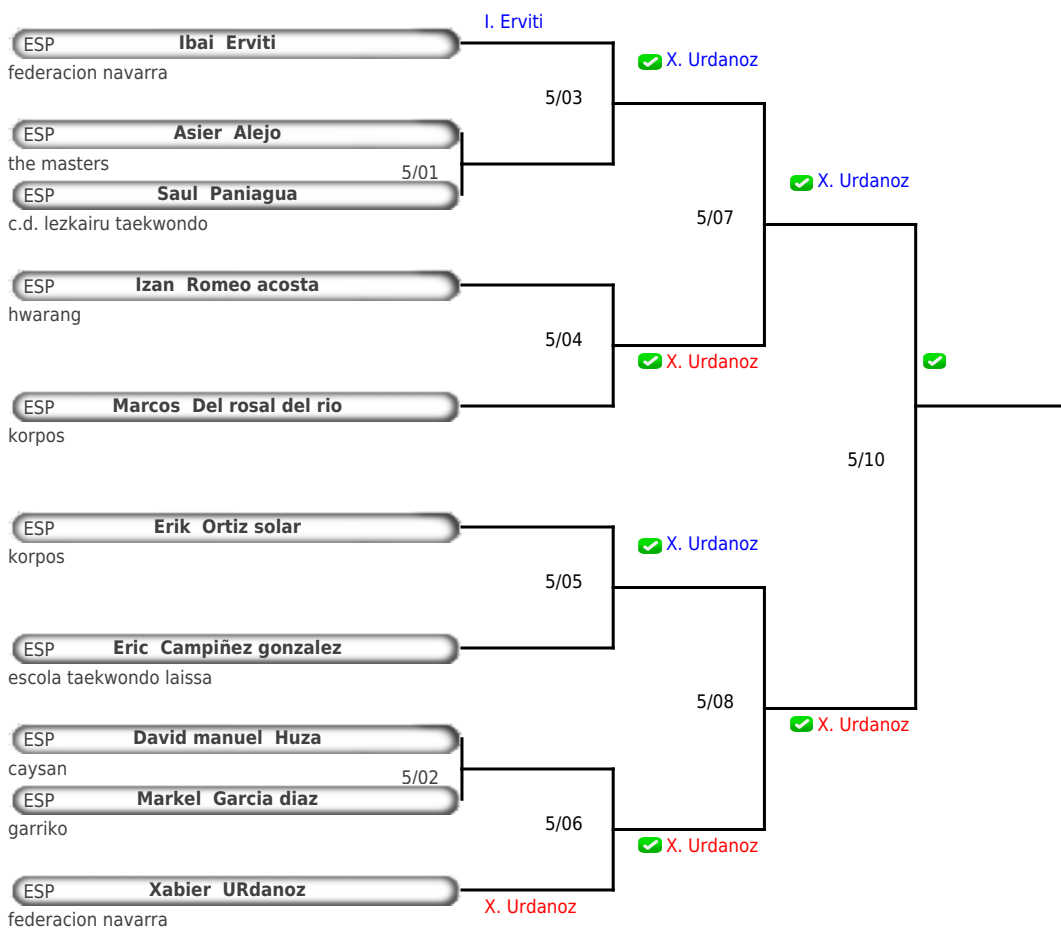 I. Erviti
ESP Ibai Erviti
federacion navarra
X. Urdanoz
5/03
ESP Asier Alejo
the masters
5/01
ESP Saul Paniagua
c.d. lezkairu taekwondo
X. Urdanoz
5/07
ESP Izan Romeo acosta
hwarang
5/04
X. Urdanoz
ESP Marcos Del rosal del rio
korpos
5/10
ESP Erik Ortiz solar
korpos
X. Urdanoz
5/05
ESP Eric Campiñez gonzalez
escola taekwondo laissa
5/08
X. Urdanoz
ESP David manuel Huza
caysan
5/02
ESP Markel Garcia diaz
garriko
5/06
X. Urdanoz
ESP Xabier URdanoz
federacion navarra
X. Urdanoz